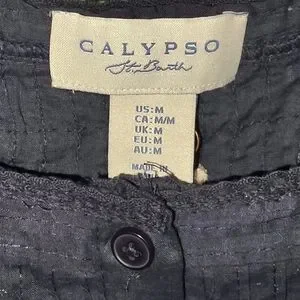 CALYPSO
St. Barth
US:M
CA:M/M
UK:M
EU:M
AU:M
MADE IN